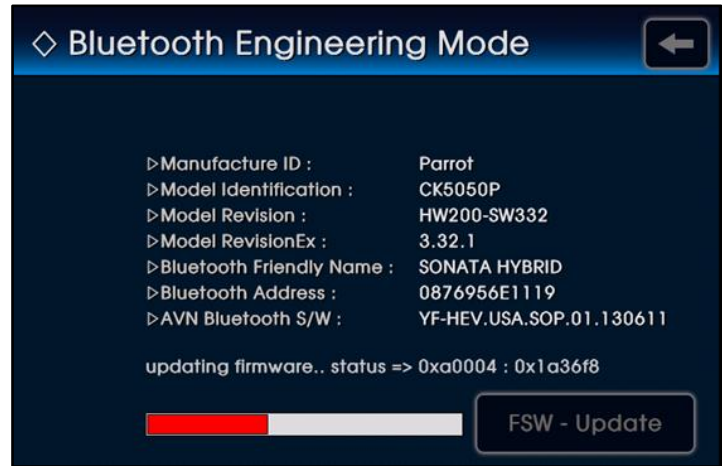 ◇ Bluetooth Engineering Mode
▷Manufacture ID : Parrot
▷Model Identification : CK5050P
▷Model Revision : HW200-SW332
▷Model RevisionEx : 3.32.1
▷Bluetooth Friendly Name : SONATA HYBRID
▷Bluetooth Address : 0876956E1119
▷AVN Bluetooth S/W : YF-HEV.USA.SOP.01.130611
updating firmware.. status => 0xa0004 : 0x1a36f8
FSW - Update